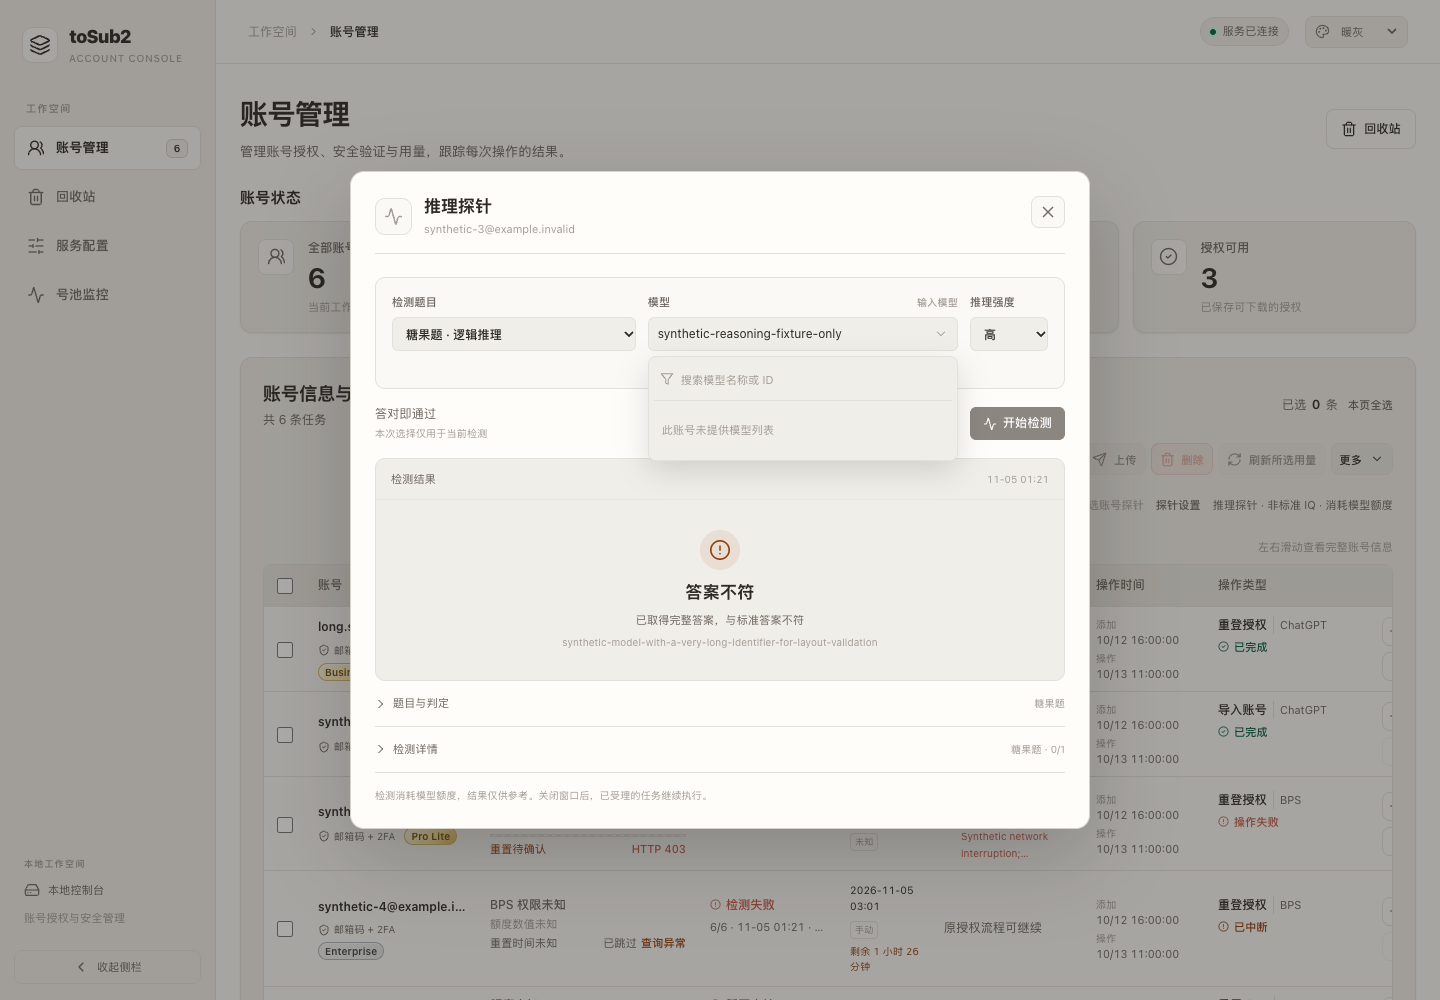 toSub2
ACCOUNT CONSOLE
工作空间
账号管理
6
回收站
服务配置
号池监控
本地工作空间
本地控制台
账号授权与安全管理
收起侧栏
工作空间
账号管理
服务已连接
暖灰
账号管理
管理账号授权、安全验证与用量，跟踪每次操作的结果。
回收站
账号状态
6
授权可用
3
已保存可下载的授权
账号信息与
共 6 条任务
已选 0 条
本页全选
上传
删除
刷新所选用量
更多
选账号探针
探针设置
推理探针 · 非标准 IQ · 消耗模型额度
左右滑动查看完整账号信息
账号
操作时间
操作类型
推理探针
synthetic-3@example.invalid
检测题目
模型
输入模型
推理强度
糖果题 · 逻辑推理
synthetic-reasoning-fixture-only
高
搜索模型名称或 ID
此账号未提供模型列表
答对即通过
本次选择仅用于当前检测
开始检测
检测结果
11-05 01:21
答案不符
已取得完整答案，与标准答案不符
synthetic-model-with-a-very-long-identifier-for-layout-validation
题目与判定
糖果题
检测详情
糖果题 · 0/1
检测消耗模型额度，结果仅供参考。关闭窗口后，已受理的任务继续执行。
long.s
邮箱
添加
10/12 16:00:00
操作
10/13 11:00:00
重登授权
ChatGPT
已完成
synth
邮箱
添加
10/12 16:00:00
操作
10/13 11:00:00
导入账号
ChatGPT
已完成
synth
邮箱码 + 2FA
Pro Lite
重置待确认
HTTP 403
未知
Synthetic network
interruption;...
添加
10/12 16:00:00
操作
10/13 11:00:00
重登授权
BPS
操作失败
synthetic-4@example.i...
邮箱码 + 2FA
Enterprise
BPS 权限未知
额度数值未知
重置时间未知
已跳过
查询异常
检测失败
6/6 · 11-05 01:21 · ...
2026-11-05
03:01
手动
剩余 1 小时 26
分钟
原授权流程可继续
添加
10/12 16:00:00
操作
10/13 11:00:00
重登授权
BPS
已中断